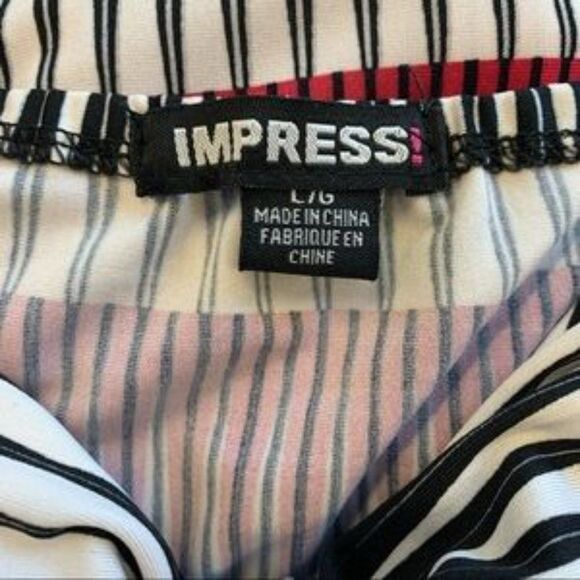 IMPRESS!
L/G
MADE IN CHINA
FABRIQUE EN
CHINE